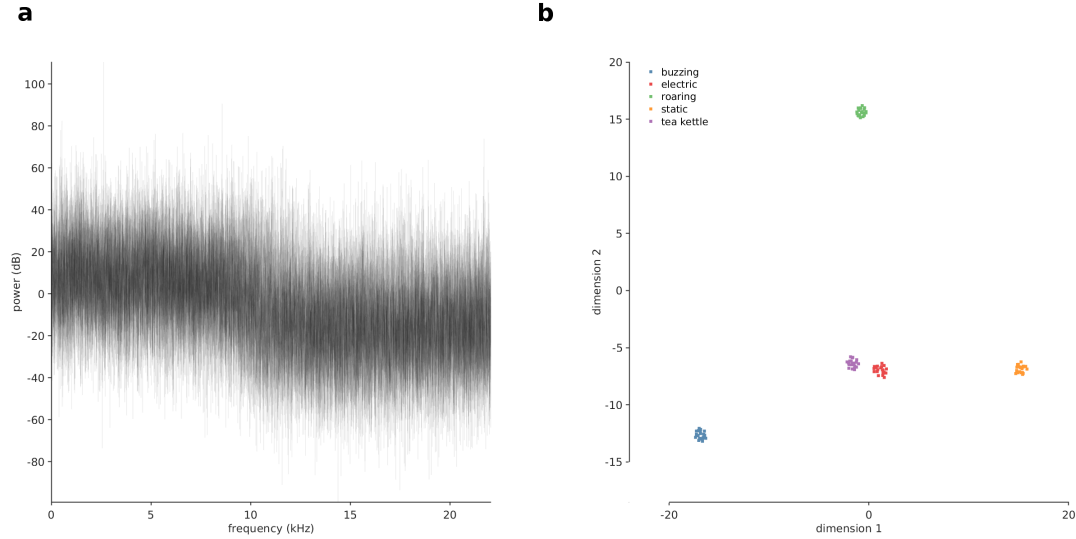 a
100
80
60
40
20
0
-20
-40
-60
-80
power (dB)
0 5 10 15 20
frequency (kHz)
b
20
15
10
5
0
-5
-10
-15
dimension 2
buzzing
electric
roaring
static
tea kettle
-20 0 20
dimension 1